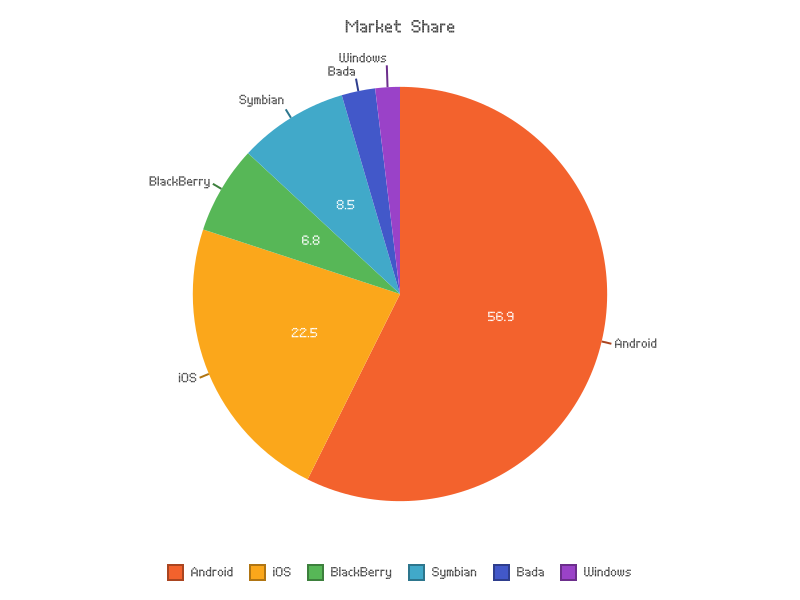 Market Share
Windows
Bada
Symbian
BlackBerry
8.5
6.8
56.9
22.5
Android
iOS
Android iOS BlackBerry Symbian Bada Windows